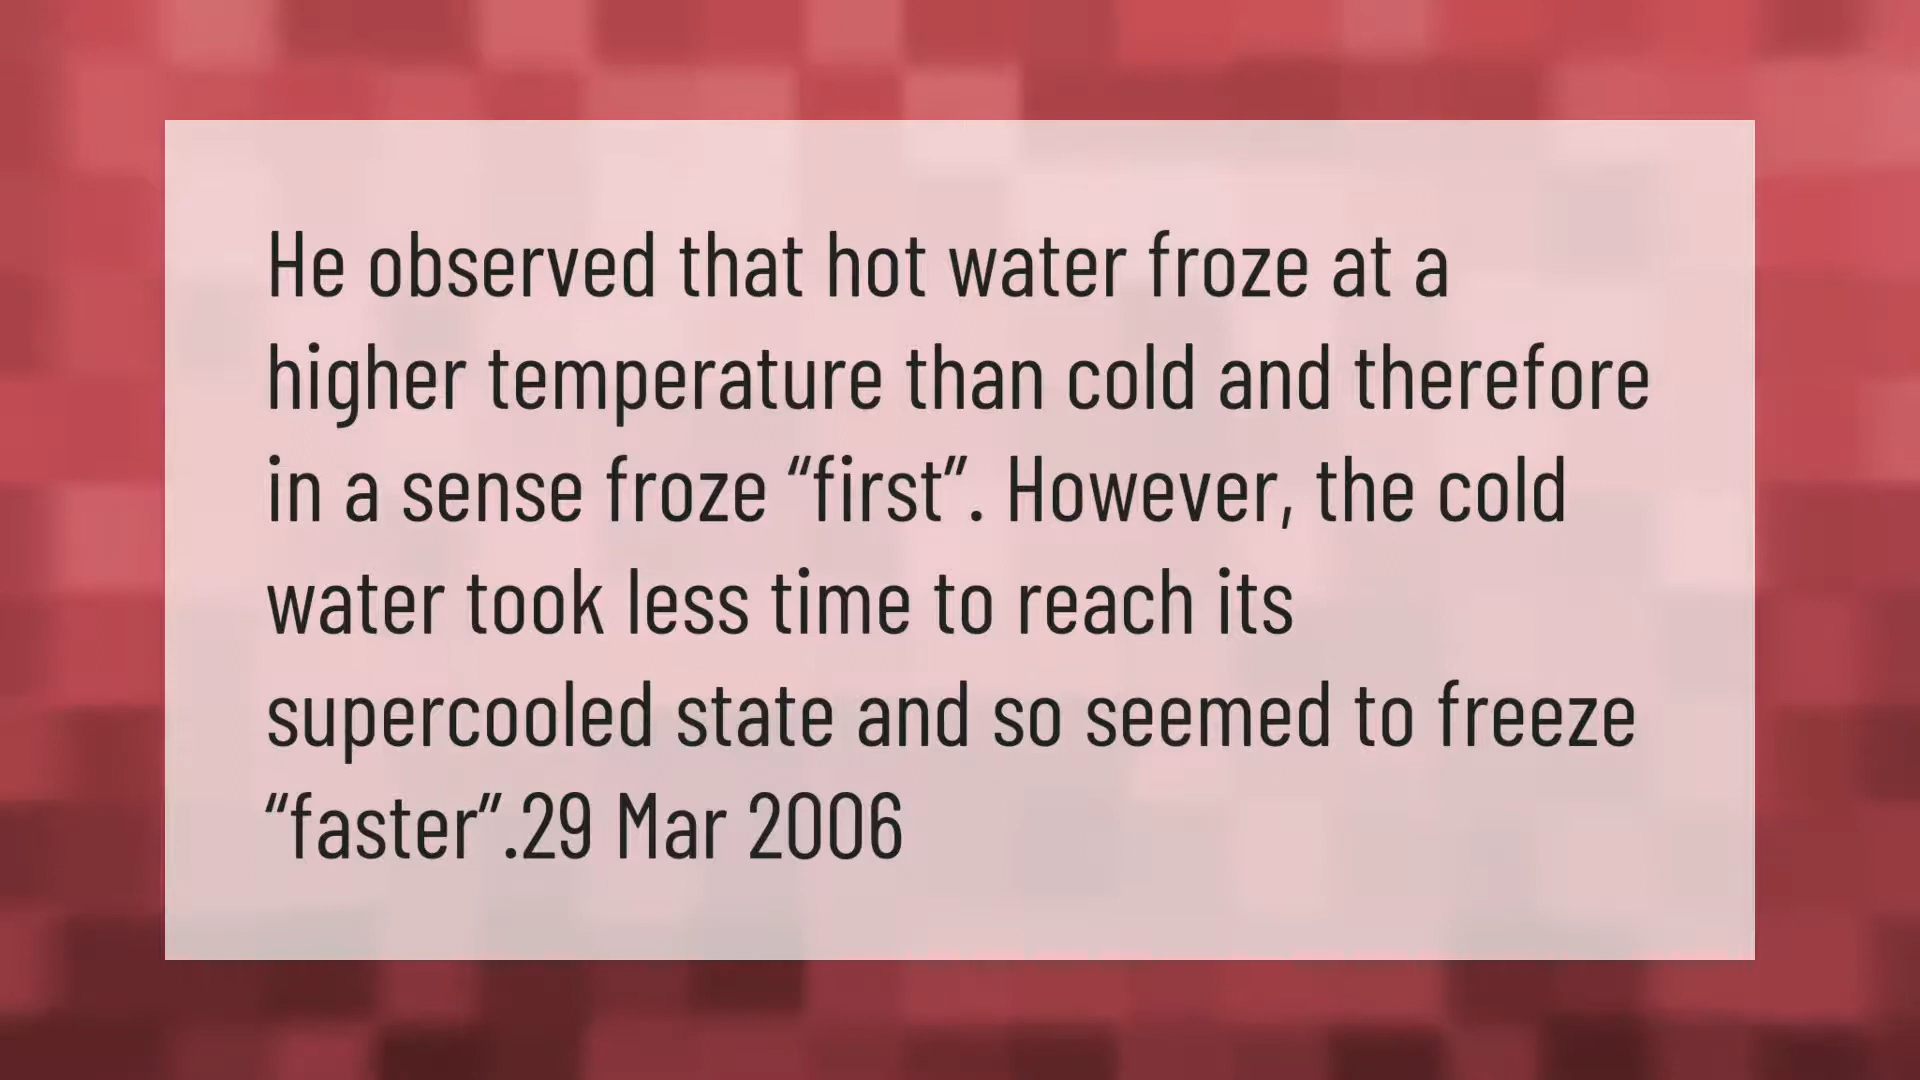 He observed that hot water froze at a
higher temperature than cold and therefore
in a sense froze “first”. However, the cold
water took less time to reach its
supercooled state and so seemed to freeze
“faster”.29 Mar 2006